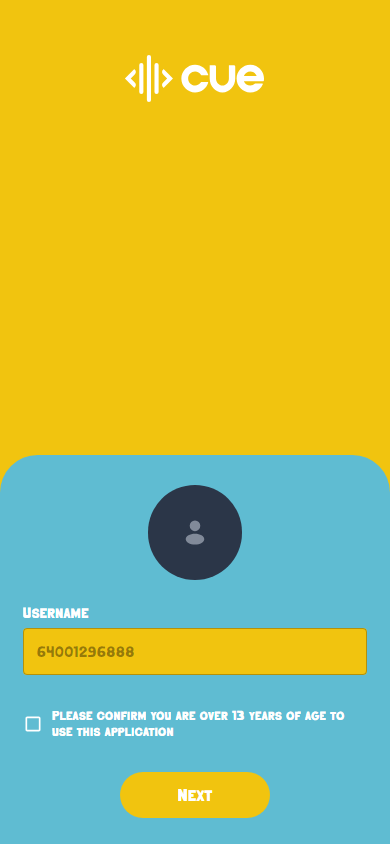 cue
Username
64001296888
Please confirm you are over 13 years of age to
use this application
Next